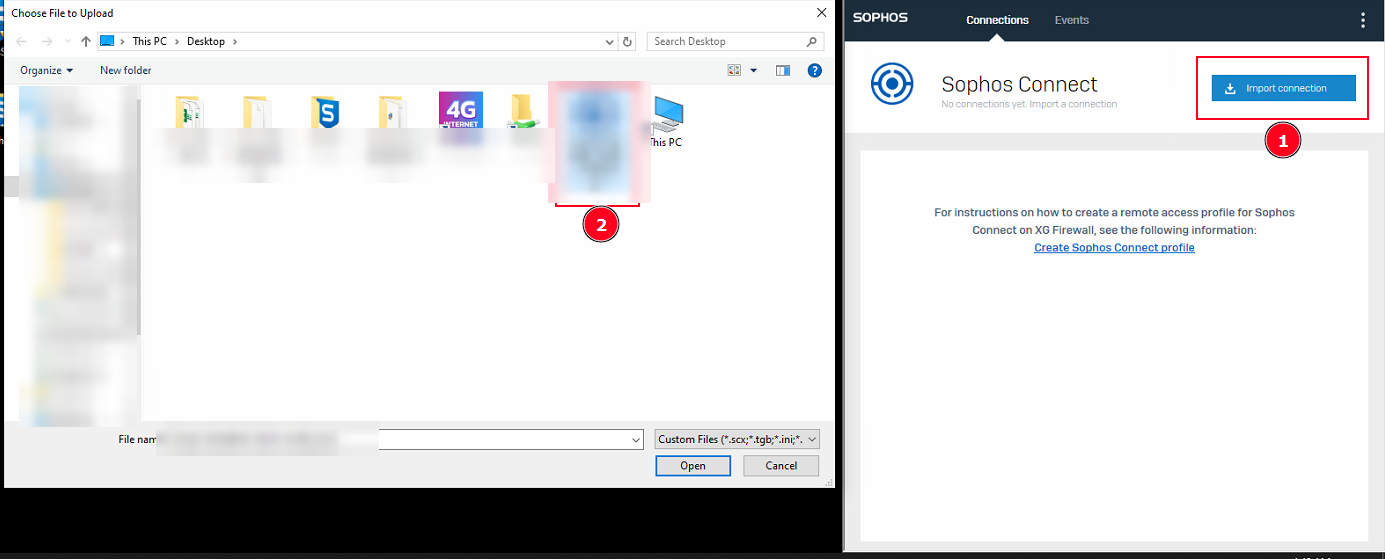 Choose File to Upload
This PC
Desktop
Search Desktop
Organize
New folder
4G
INTERNET
This PC
2
File nam
Custom Files (*.scx;*.tgb;*.ini;*.
Open
Cancel
SOPHOS
Connections
Events
Sophos Connect
No connections yet. Import a connection
Import connection
1
For instructions on how to create a remote access profile for Sophos
Connect on XG Firewall, see the following information:
Create Sophos Connect profile